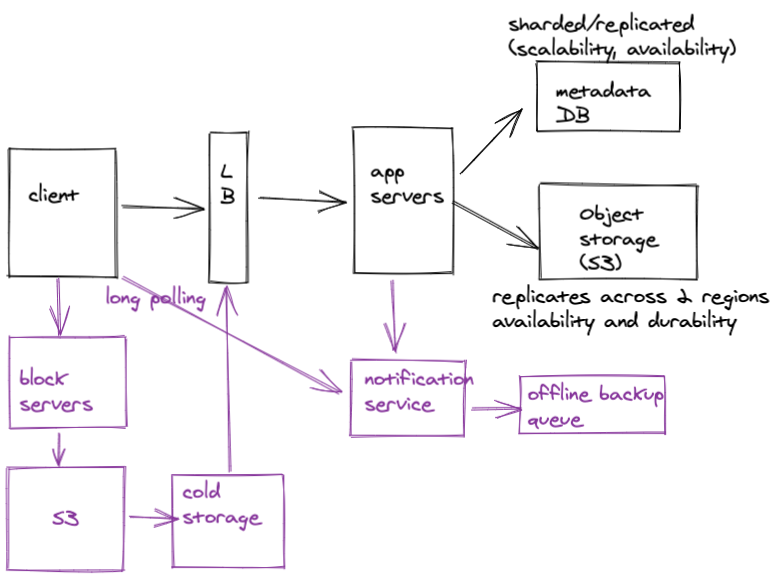 sharded/replicated
(scalability, availability)
metadata
DB
client
L
B
app
servers
Object
storage
(S3)
replicates across 2 regions
availability and durability
long polling
block
servers
notification
service
offline backup
queue
S3
cold
storage